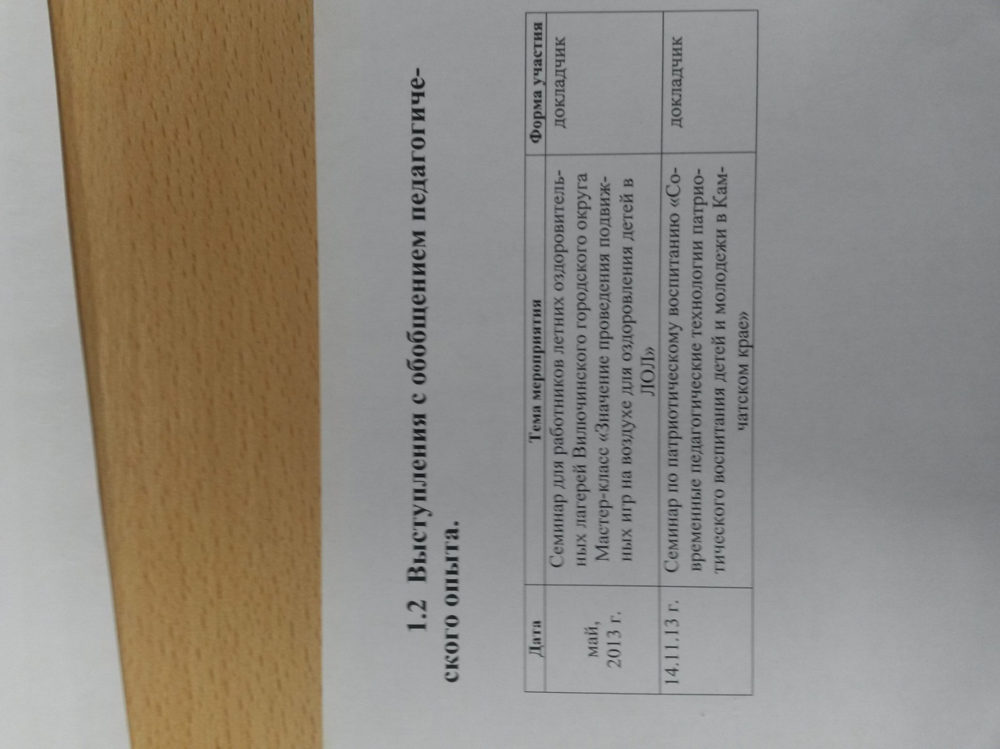 1.2 Выступления с обобщением педагогиче-
ского опыта.
Дата Тема мероприятия Форма участия
май,
2013 г.
Семинар для работников летних оздоровитель-
ных лагерей Вилючинского городского округа
Мастер-класс «Значение проведения подвиж-
ных игр на воздухе для оздоровления детей в
ЛОЛ»
докладчик
14.11.13 г.
Семинар по патриотическому воспитанию «Со-
временные педагогические технологии патрио-
тического воспитания детей и молодежи в Кам-
чатском крае»
докладчик